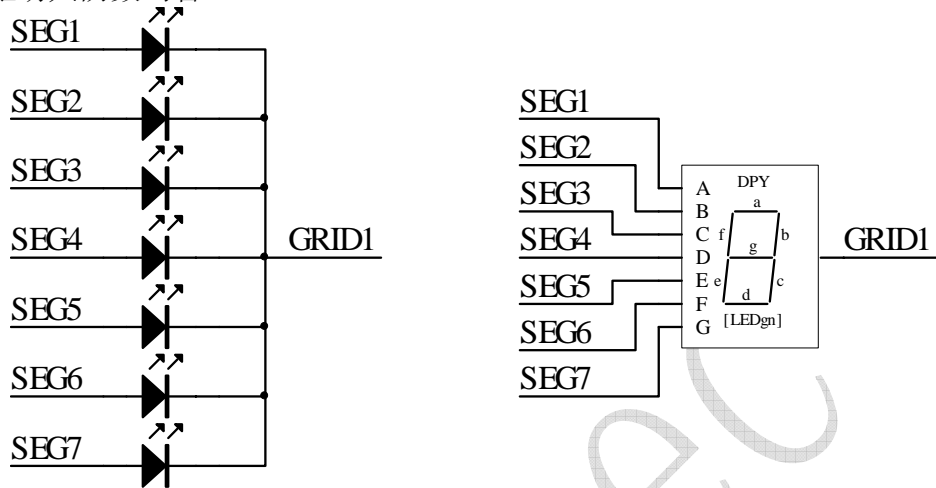 SEG1
SEG2
SEG3
SEG4
GRID1
SEG5
SEG6
SEG7
SEG1
SEG2
SEG3
SEG4
SEG5
SEG6
SEG7
DPY
A
B
C
D
E
F
G
a
f
b
g
e
c
d
[LEDgn]
GRID1